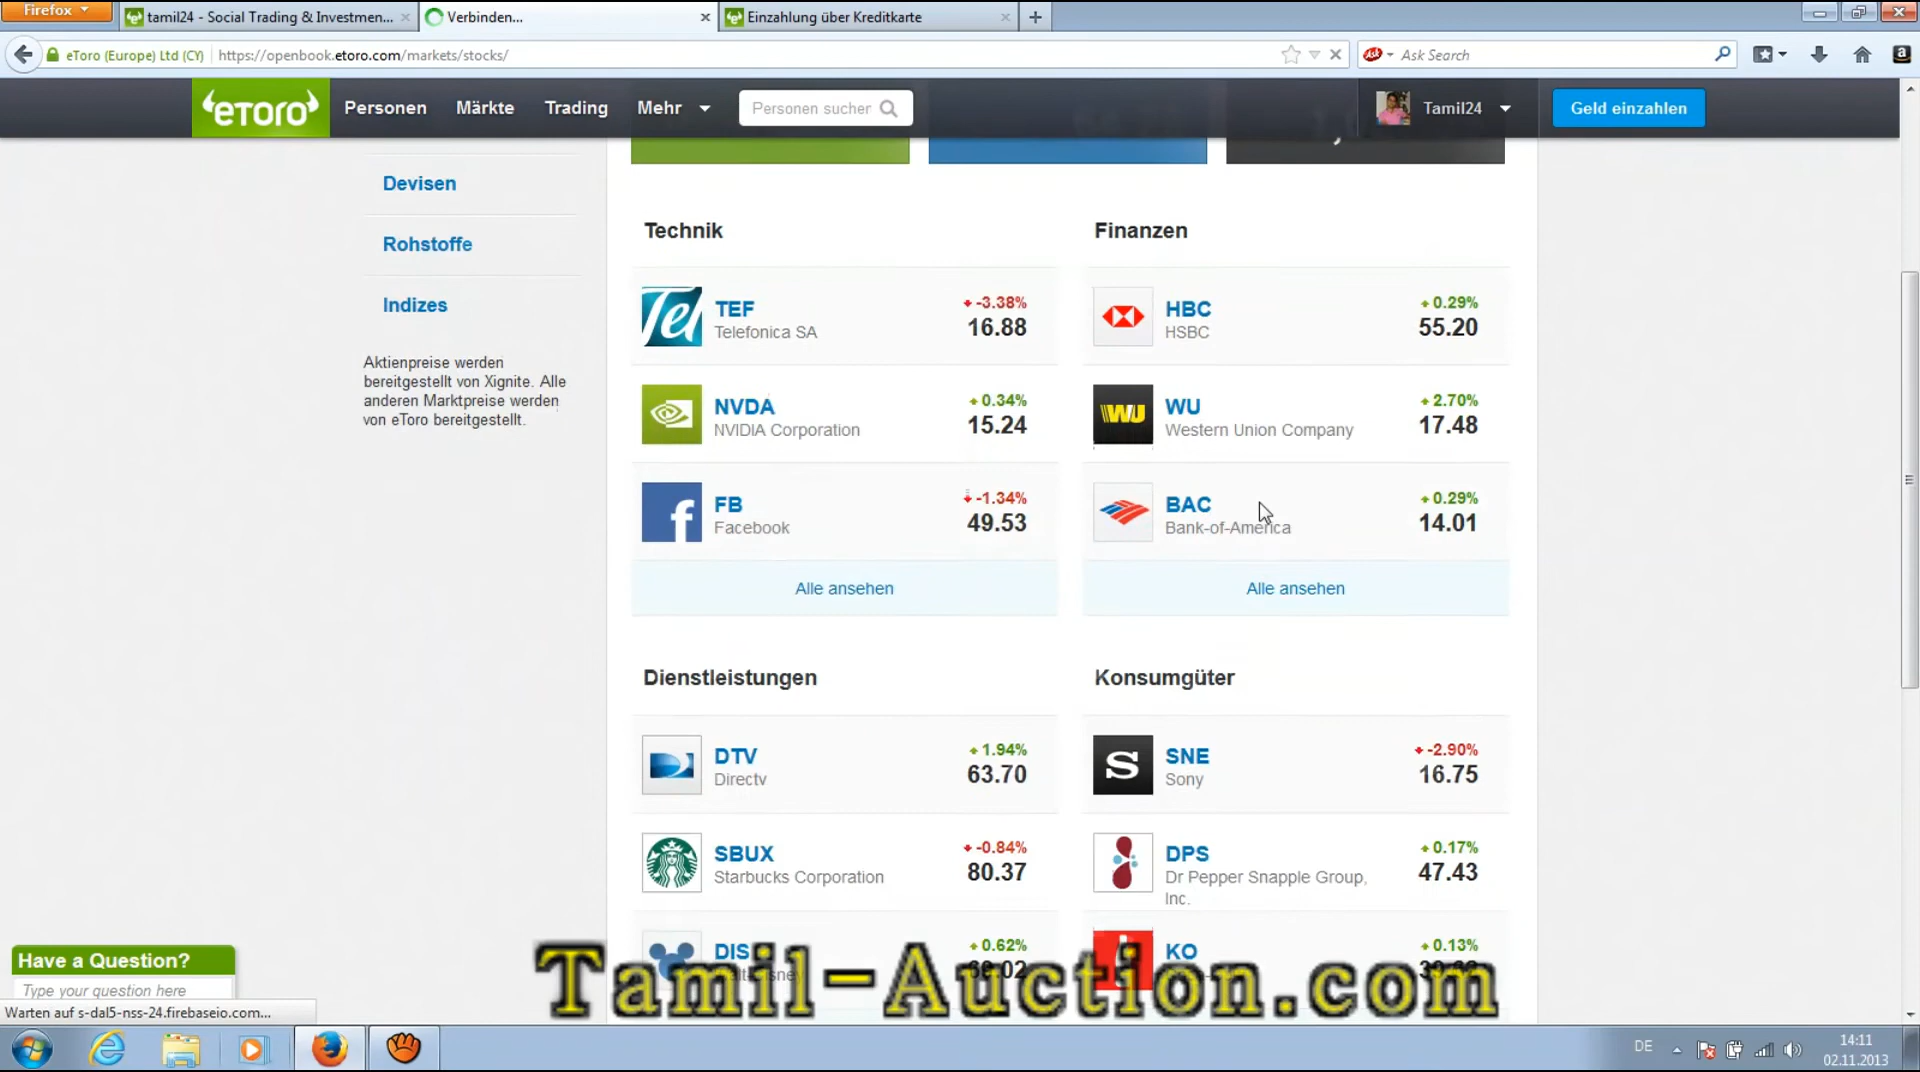 Firefox
tamil24 - Social Trading & Investmen...
Verbinden...
Einzahlung über Kreditkarte
eToro (Europe) Ltd (CY)
https://openbook.etoro.com/markets/stocks/
Ask
Ask Search
a
eTORO
Personen
Märkte
Trading
Mehr
Personen sucher
Tamil24
Geld einzahlen
Devisen
Rohstoffe
Indizes
Aktienpreise werden
bereitgestellt von Xignite. Alle
anderen Marktpreise werden
von eToro bereitgestellt.
Technik
Tel
TEF
Telefonica SA
-3.38%
16.88
NVDA
NVIDIA Corporation
0.34%
15.24
f
FB
Facebook
-1.34%
49.53
Alle ansehen
Finanzen
HBC
HSBC
0.29%
55.20
WU
WU
Western Union Company
2.70%
17.48
BAC
Bank-of-America
0.29%
14.01
Alle ansehen
Dienstleistungen
DTV
Directv
1.94%
63.70
SBUX
Starbucks Corporation
-0.84%
80.37
DIS
0.62%
Konsumgüter
S
SNE
Sony
-2.90%
16.75
DPS
Dr Pepper Snapple Group,
Inc.
0.17%
47.43
KO
0.13%
Tamil-Auction.com
Have a Question?
Type your question here
Warten auf s-dal5-nss-24.firebaseio.com...
DE
14:11
02.11.2013